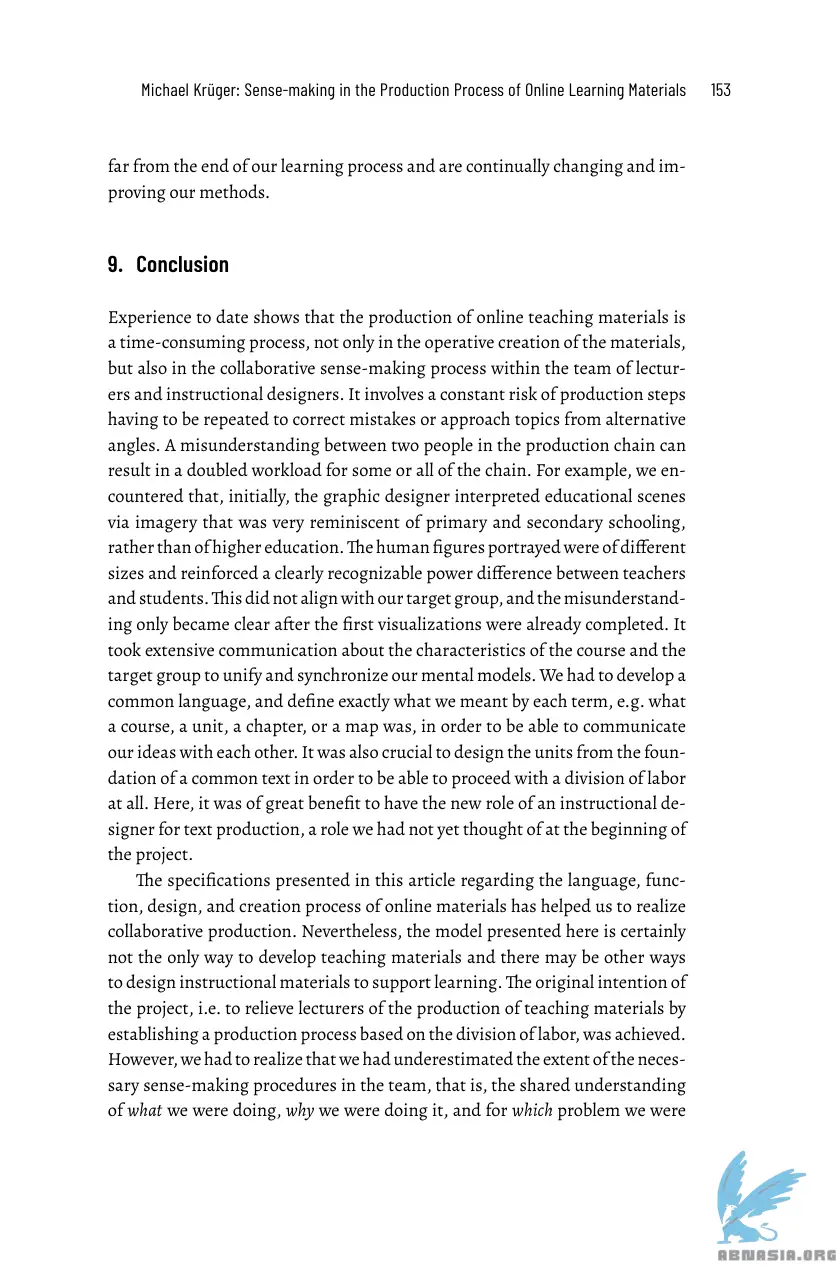 Michael Krüger: Sense-making in the Production Process of Online Learning Materials 153
far from the end of our learning process and are continually changing and im-
proving our methods.
9. Conclusion
Experience to date shows that the production of online teaching materials is
a time-consuming process, not only in the operative creation of the materials,
but also in the collaborative sense-making process within the team of lectur-
ers and instructional designers. It involves a constant risk of production steps
having to be repeated to correct mistakes or approach topics from alternative
angles. A misunderstanding between two people in the production chain can
result in a doubled workload for some or all of the chain. For example, we en-
countered that, initially, the graphic designer interpreted educational scenes
via imagery that was very reminiscent of primary and secondary schooling,
rather than of higher education. The human figures portrayed were of different
sizes and reinforced a clearly recognizable power difference between teachers
and students. This did not align with our target group, and the misunderstand-
ing only became clear after the first visualizations were already completed. It
took extensive communication about the characteristics of the course and the
target group to unify and synchronize our mental models. We had to develop a
common language, and define exactly what we meant by each term, e.g. what
a course, a unit, a chapter, or a map was, in order to be able to communicate
our ideas with each other. It was also crucial to design the units from the foun-
dation of a common text in order to be able to proceed with a division of labor
at all. Here, it was of great benefit to have the new role of an instructional de-
signer for text production, a role we had not yet thought of at the beginning of
the project.
The specifications presented in this article regarding the language, func-
tion, design, and creation process of online materials has helped us to realize
collaborative production. Nevertheless, the model presented here is certainly
not the only way to develop teaching materials and there may be other ways
to design instructional materials to support learning. The original intention of
the project, i.e. to relieve lecturers of the production of teaching materials by
establishing a production process based on the division of labor, was achieved.
However, we had to realize that we had underestimated the extent of the neces-
sary sense-making procedures in the team, that is, the shared understanding
of what we were doing, why we were doing it, and for which problem we were
ABNASIA.ORG